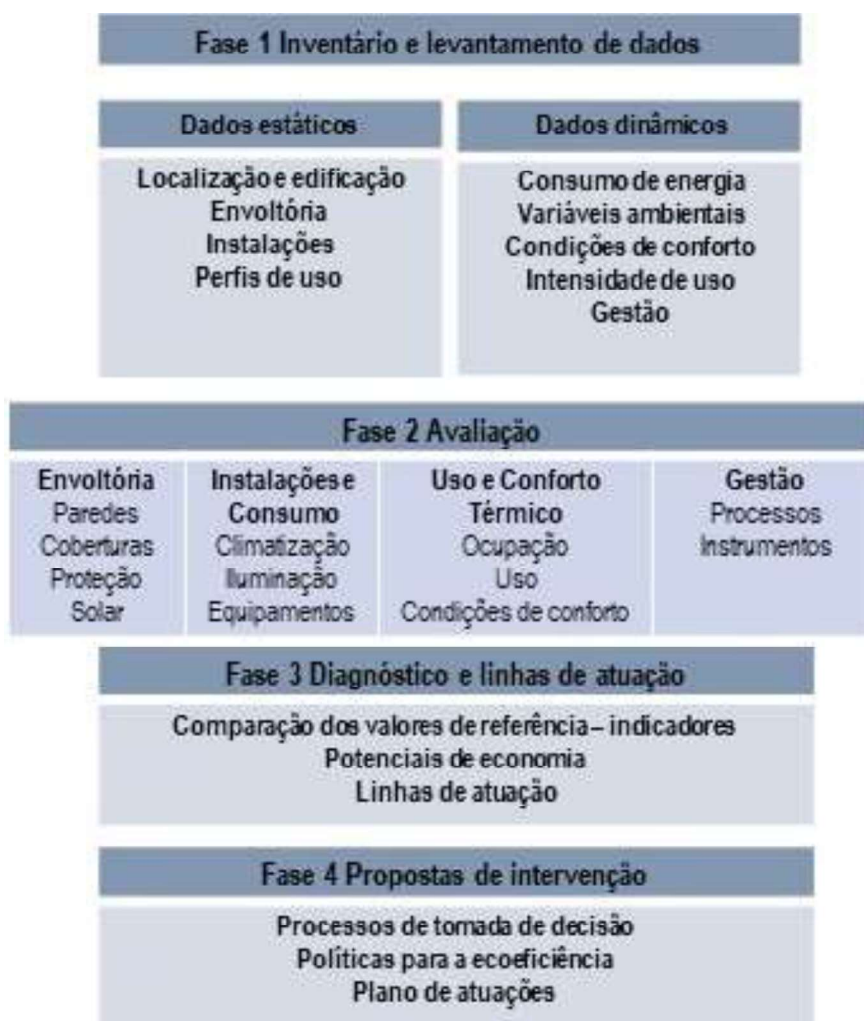 Fase 1 Inventário e levantamento de dados
Dados estáticos
Localização e edificação
Envoltória
Instalações
Perfis de uso
Dados dinâmicos
Consumo de energia
Variáveis ambientais
Condições de conforto
Intensidade de uso
Gestão
Fase 2 Avaliação
Envoltória
Paredes
Coberturas
Proteção
Solar
Instalações e
Consumo
Climatização
Iluminação
Equipamentos
Uso e Conforto
Térmico
Ocupação
Uso
Condições de conforto
Gestão
Processos
Instrumentos
Fase 3 Diagnóstico e linhas de atuação
Comparação dos valores de referência – indicadores
Potenciais de economia
Linhas de atuação
Fase 4 Propostas de intervenção
Processos de tomada de decisão
Políticas para a ecoeficiência
Plano de atuações